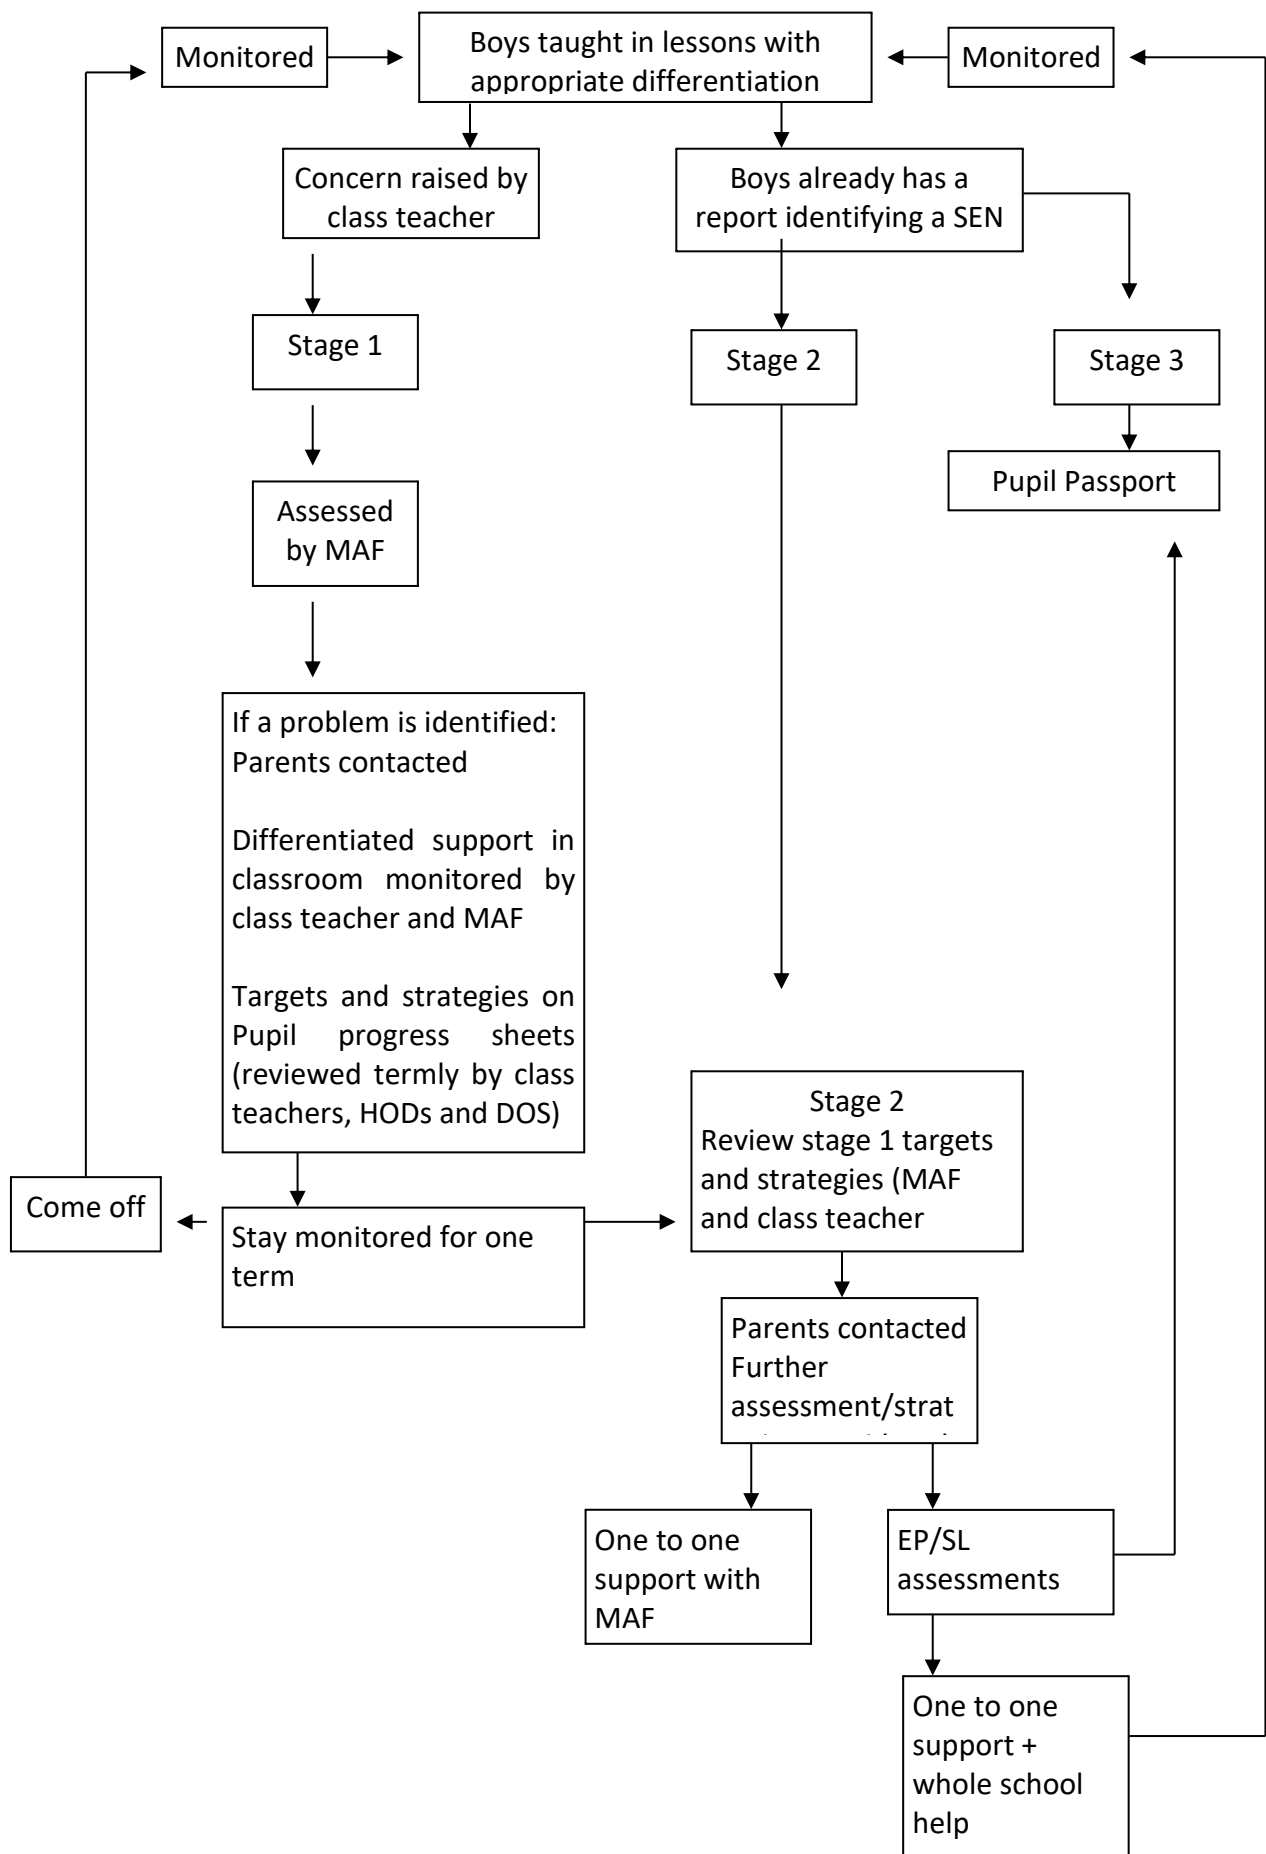 Monitored
Boys taught in lessons with
appropriate differentiation
Monitored
Concern raised by
class teacher
Boys already has a
report identifying a SEN
Stage 1
Stage 2
Stage 3
Pupil Passport
Assessed
by MAF
If a problem is identified:
Parents contacted
Differentiated support in
classroom monitored by
class teacher and MAF
Targets and strategies on
Pupil progress sheets
(reviewed termly by class
teachers, HODs and DOS)
Stage 2
Review stage 1 targets
and strategies (MAF
and class teacher
Come off
Stay monitored for one
term
Parents contacted
Further
assessment/strat
One to one
support with
MAF
EP/SL
assessments
One to one
support +
whole school
help